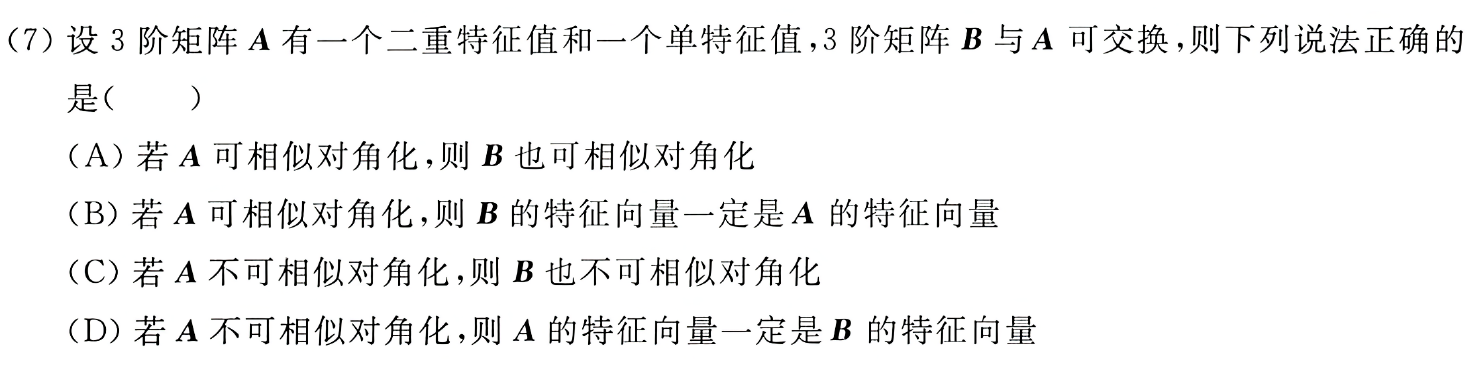 (7) 设 3 阶矩阵 A 有一个二重特征值和一个单特征值,3 阶矩阵 B 与 A 可交换,则下列说法正确的
是(  )
(A) 若 A 可相似对角化,则 B 也可相似对角化
(B) 若 A 可相似对角化,则 B 的特征向量一定是 A 的特征向量
(C) 若 A 不可相似对角化,则 B 也不可相似对角化
(D) 若 A 不可相似对角化,则 A 的特征向量一定是 B 的特征向量